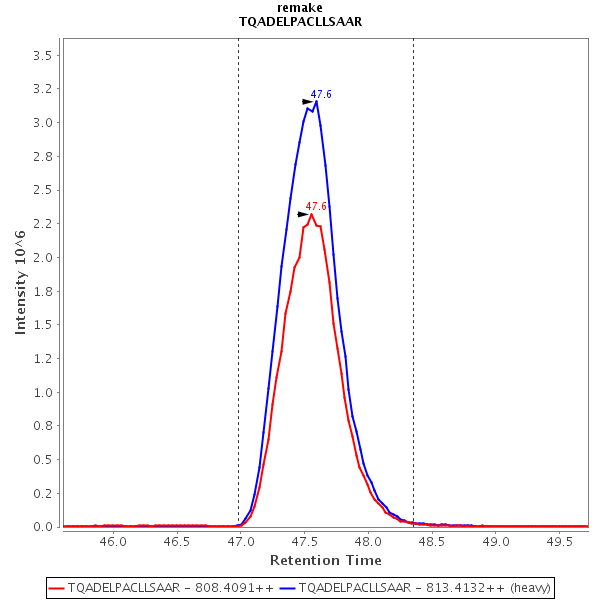 remake
TQADELPACLLSAAR
3.5
3.2
3.0
2.8
2.5
2.2
2.0
1.8
1.5
1.2
1.0
0.8
0.5
0.2
0.0
Intensity 10^6
47.6
47.6
46.0 46.5 47.0 47.5 48.0 48.5 49.0 49.5
Retention Time
TQADELPACLLSAAR - 808.4091++ TQADELPACLLSAAR - 813.4132++ (heavy)